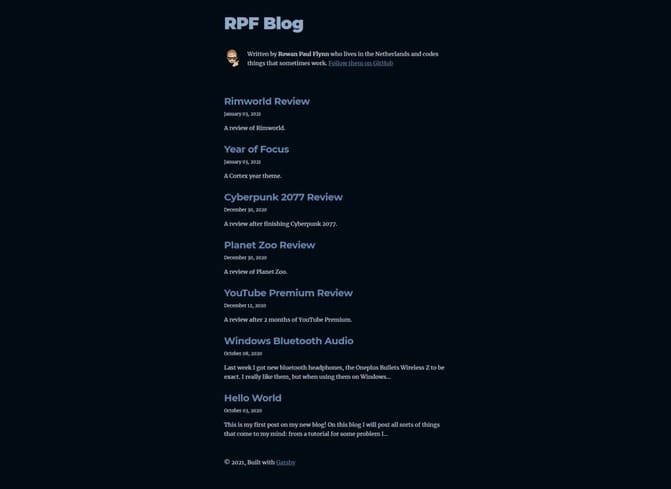 RPF Blog
Written by Rowan Paul Flynn who lives in the Netherlands and codes
things that sometimes work. Follow them on GitHub
Rimworld Review
January 03, 2021
A review of Rimworld.
Year of Focus
January 03, 2021
A Cortex year theme.
Cyberpunk 2077 Review
December 30, 2020
A review after finishing Cyberpunk 2077.
Planet Zoo Review
December 30, 2020
A review of Planet Zoo.
YouTube Premium Review
December 12, 2020
A review after 2 months of YouTube Premium.
Windows Bluetooth Audio
October 08, 2020
Last week I got new bluetooth headphones, the Oneplus Bullets Wireless Z to be
exact. I really like them, but when using them on Windows…
Hello World
October 03, 2020
This is my first post on my new blog! On this blog I will post all sorts of things
that come to my mind: from a tutorial for some problem I…
© 2021, Built with Gatsby